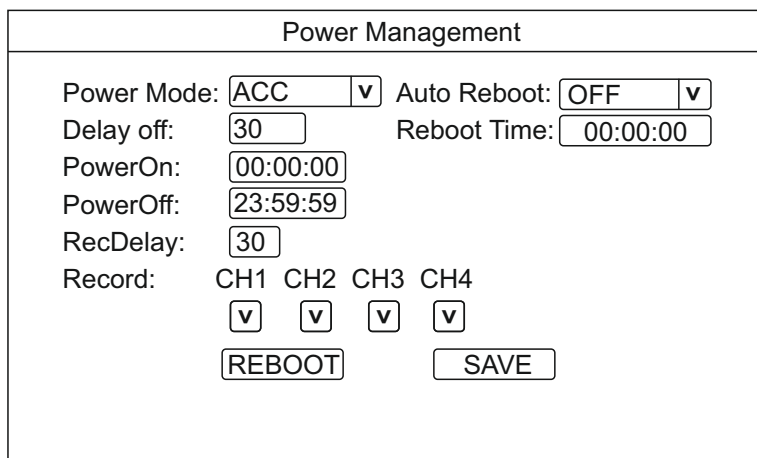 Power Management
Power Mode: ACC v Auto Reboot: OFF v
Delay off: 30 Reboot Time: 00:00:00
PowerOn: 00:00:00
PowerOff: 23:59:59
RecDelay: 30
Record: CH1 CH2 CH3 CH4
v v v v
REBOOT SAVE